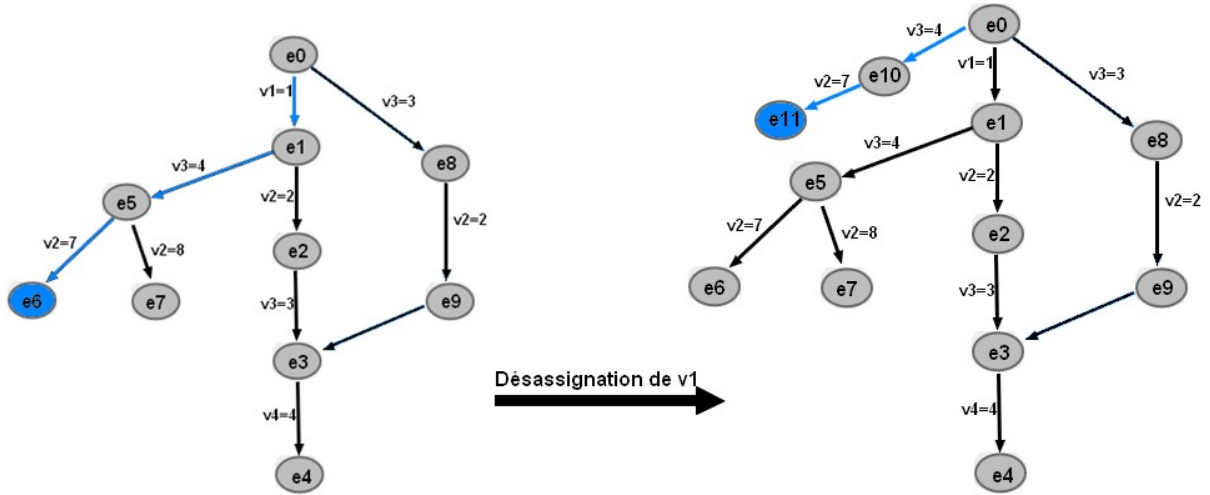 e0
v1=1
v3=3
e1
e8
v3=4
v2=2
e5
v2=2
v2=7
v2=8
e2
e6
e7
e9
v3=3
e3
v4=4
e4
Désassignation de v1
e0
v3=4
v1=1
v3=3
e10
v2=7
e11
e1
e8
v3=4
v2=2
e5
v2=2
v2=7
v2=8
e2
e6
e7
e9
v3=3
e3
v4=4
e4